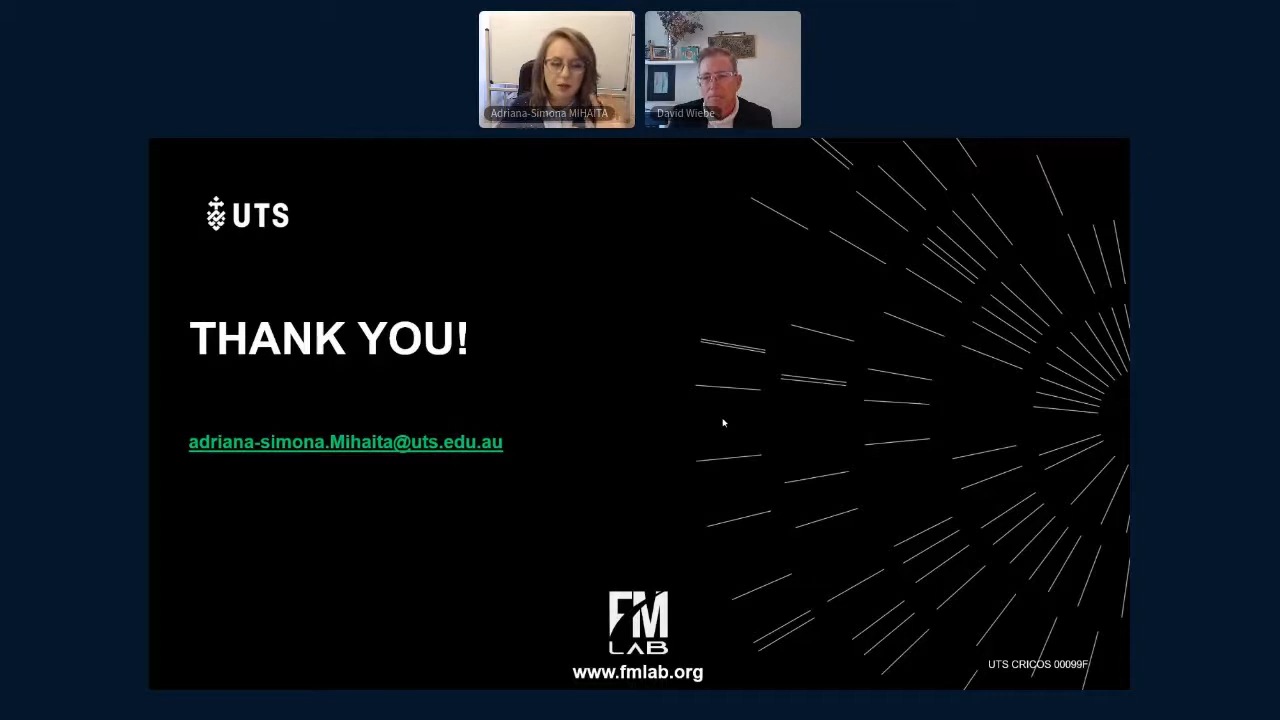 Adriana-Simona MIHAITA
David Wiebe
UTS
THANK YOU!
adriana-simona.Mihaita@uts.edu.au
FM
LAB
www.fmlab.org
UTS CRICOS 00099F